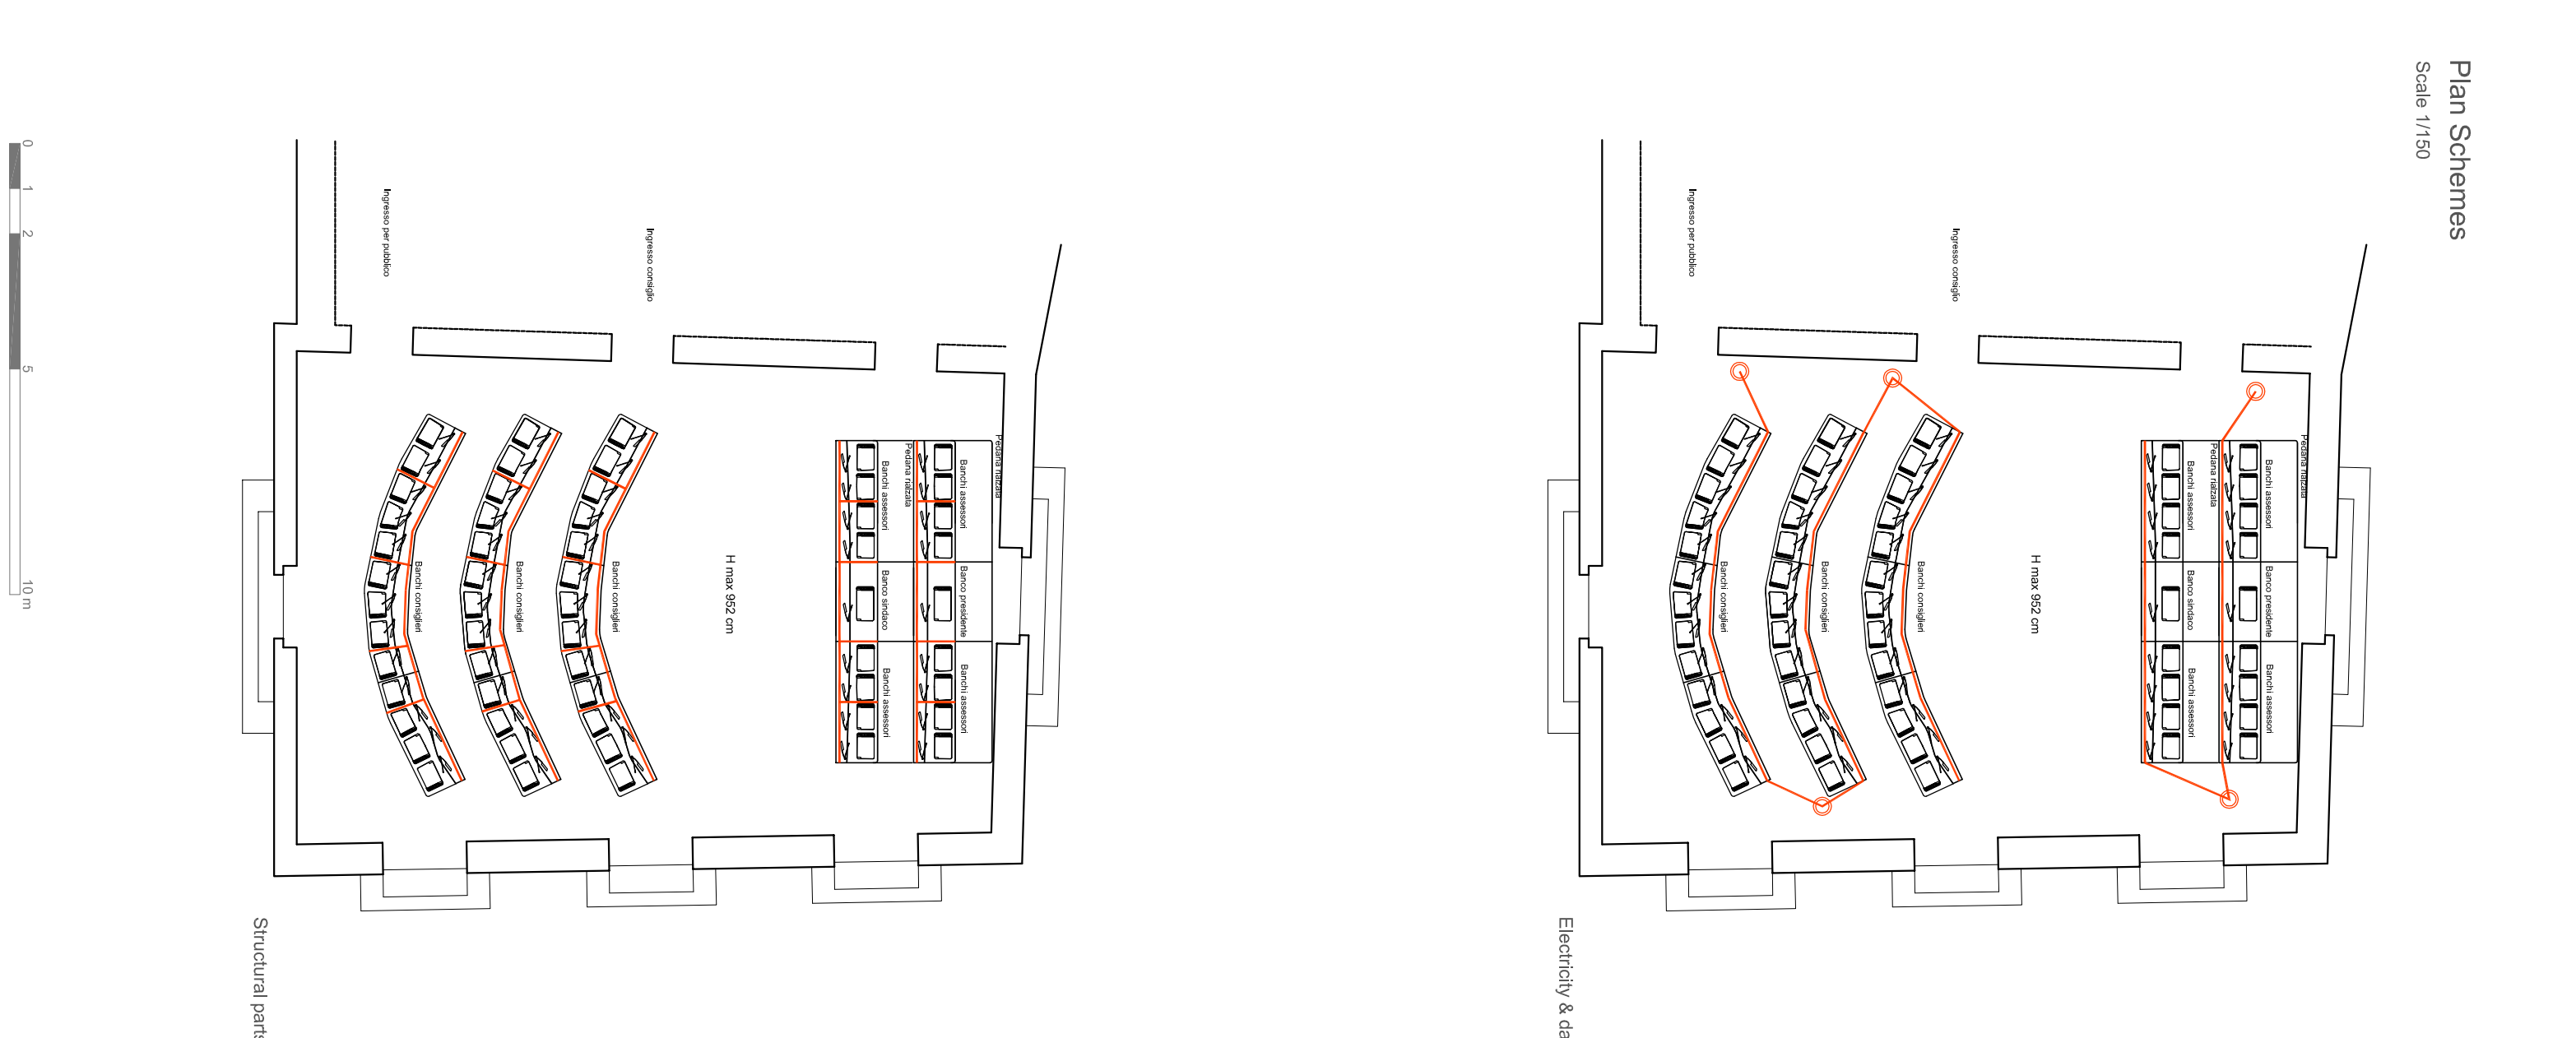 Plan Schemes
Scale 1/150
Ingresso per pubblico
Ingresso consiglio
Pedana rialzata
Banchi assessori
Pedana rialzata
Banchi assessori
Banco presidente
Banco sindaco
Banchi assessori
Banchi assessori
H max 952 cm
Banchi consiglieri
Banchi consiglieri
Banchi consiglieri
Electricity & da
Ingresso per pubblico
Ingresso consiglio
Pedana rialzata
Banchi assessori
Pedana rialzata
Banchi assessori
Banco presidente
Banco sindaco
Banchi assessori
Banchi assessori
H max 952 cm
Banchi consiglieri
Banchi consiglieri
Banchi consiglieri
Structural parts
0 1 2 5 10 m